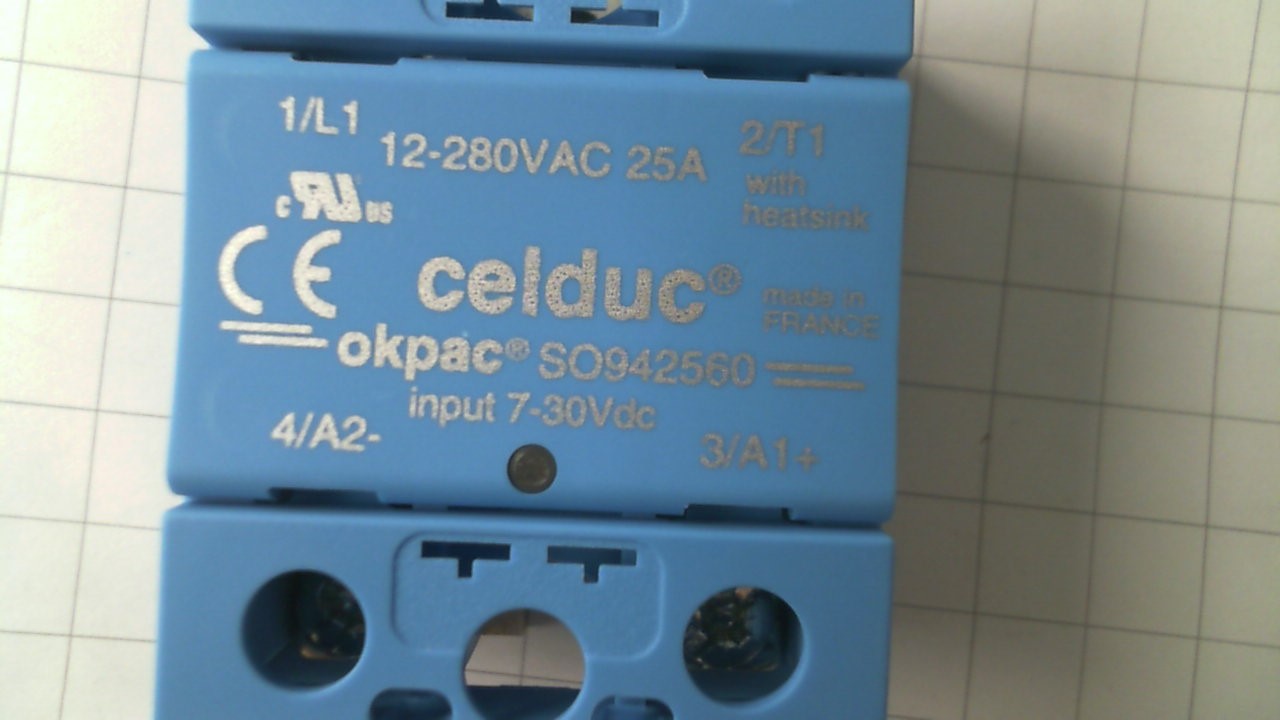 1/L1
12-280VAC 25A
2/T1
with
heatsink
c RU US
CE
celduc®
made in
FRANCE
okpac® SO942560
input 7-30Vdc
4/A2-
3/A1+